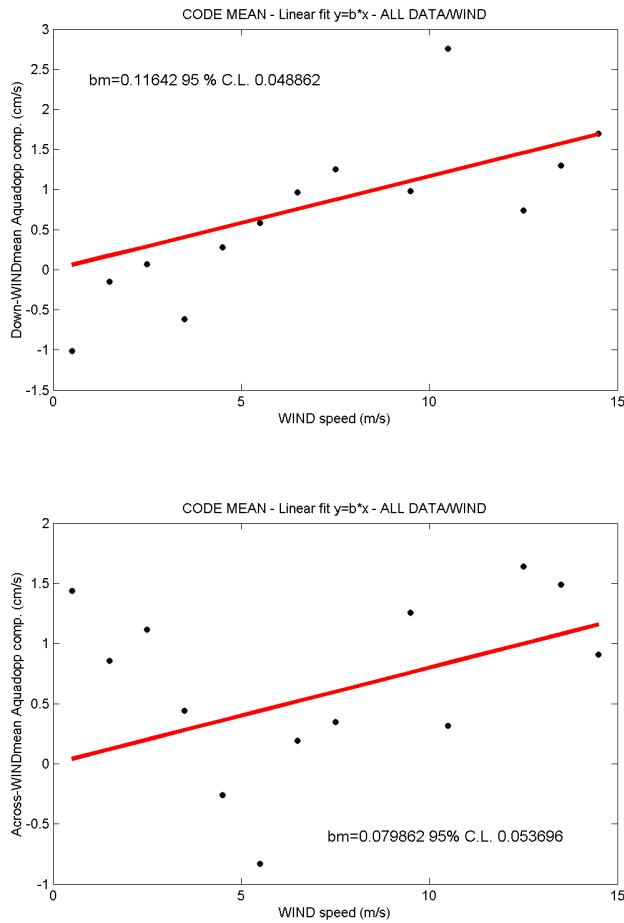 CODE MEAN - Linear fit y=b*x - ALL DATA/WIND
3
2.5
2
1.5
1
0.5
0
-0.5
-1
-1.5
Down-WINDmean Aquadopp comp. (cm/s)
bm=0.11642 95 % C.L. 0.048862
0 5 10 15
WIND speed (m/s)
CODE MEAN - Linear fit y=b*x - ALL DATA/WIND
2
1.5
1
0.5
0
-0.5
-1
Across-WINDmean Aquadopp comp. (cm/s)
bm=0.079862 95% C.L. 0.053696
0 5 10 15
WIND speed (m/s)